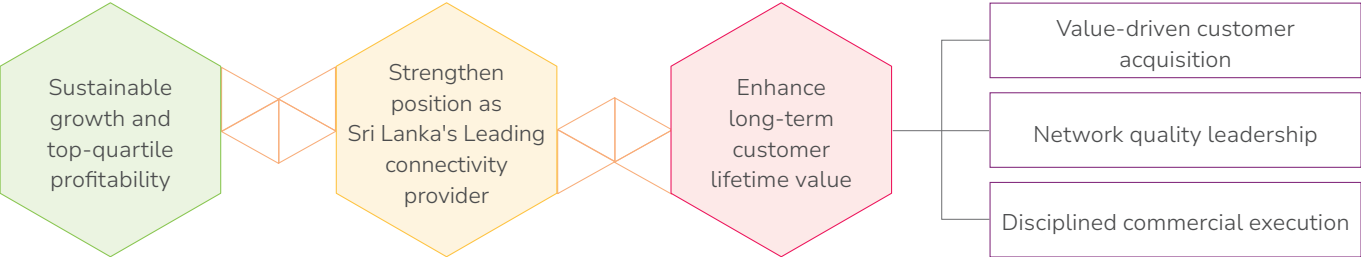 Sustainable
growth and
top-quartile
profitability
Strengthen
position as
Sri Lanka's Leading
connectivity
provider
Enhance
long-term
customer
lifetime value
Value-driven customer
acquisition
Network quality leadership
Disciplined commercial execution